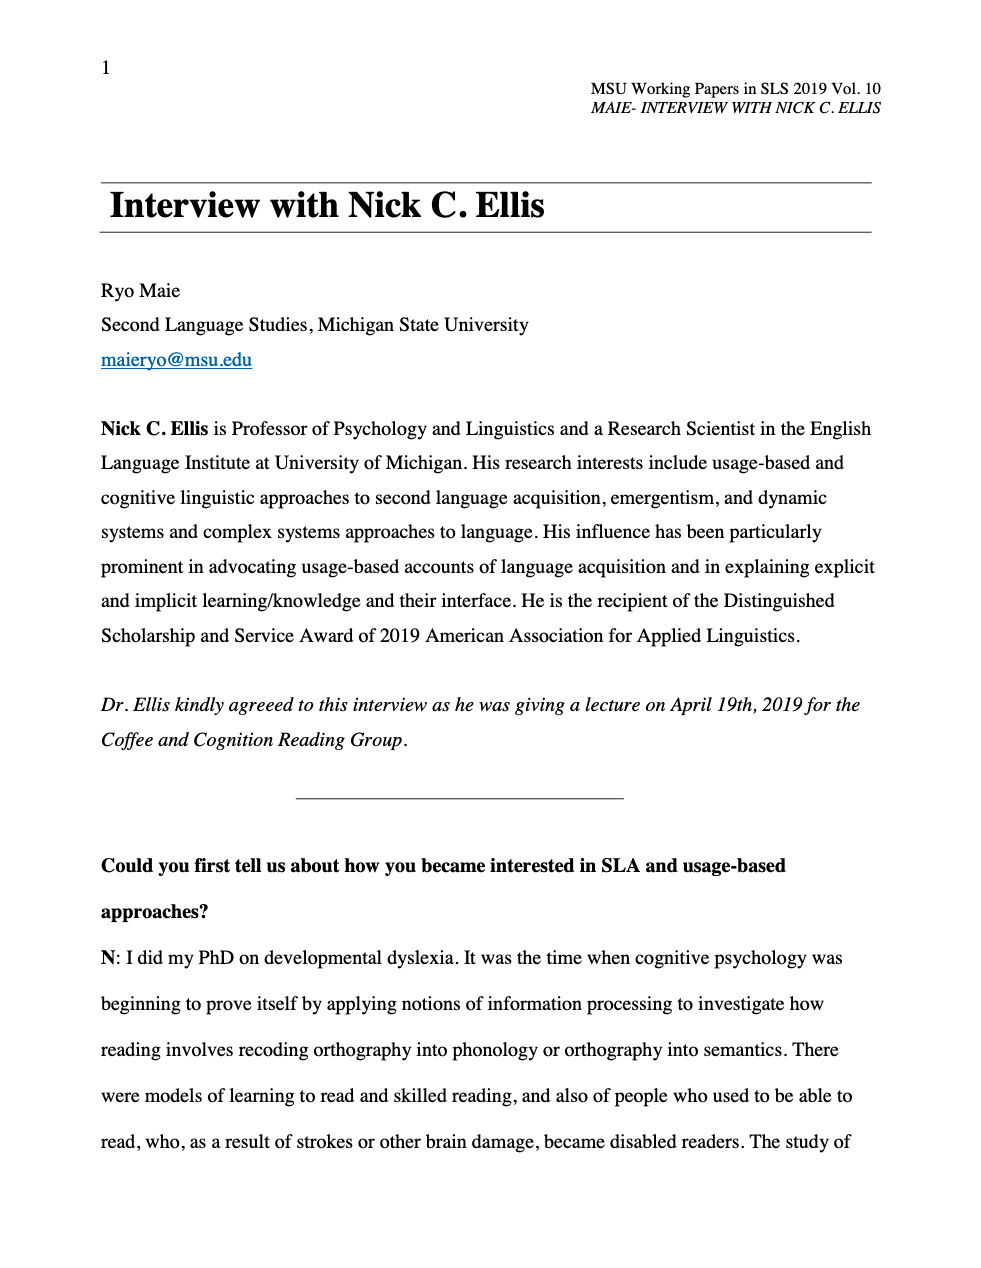 1
MSU Working Papers in SLS 2019 Vol. 10
MAIE- INTERVIEW WITH NICK C. ELLIS
Interview with Nick C. Ellis
Ryo Maie
Second Language Studies, Michigan State University
maieryo@msu.edu
Nick C. Ellis is Professor of Psychology and Linguistics and a Research Scientist in the English
Language Institute at University of Michigan. His research interests include usage-based and
cognitive linguistic approaches to second language acquisition, emergentism, and dynamic
systems and complex systems approaches to language. His influence has been particularly
prominent in advocating usage-based accounts of language acquisition and in explaining explicit
and implicit learning/knowledge and their interface. He is the recipient of the Distinguished
Scholarship and Service Award of 2019 American Association for Applied Linguistics.
Dr. Ellis kindly agreeed to this interview as he was giving a lecture on April 19th, 2019 for the
Coffee and Cognition Reading Group.
Could you first tell us about how you became interested in SLA and usage-based
approaches?
N: I did my PhD on developmental dyslexia. It was the time when cognitive psychology was
beginning to prove itself by applying notions of information processing to investigate how
reading involves recoding orthography into phonology or orthography into semantics. There
were models of learning to read and skilled reading, and also of people who used to be able to
read, who, as a result of strokes or other brain damage, became disabled readers. The study of